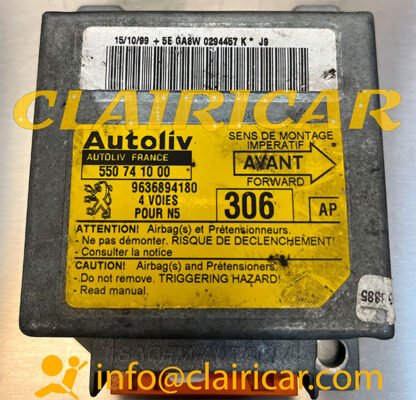 15/10/99 + 5E GA8W 0294457 K * J9
CLAIRICAR
Autoliv
AUTOLIV FRANCE
550 74 10 00
SENS DE MONTAGE
IMPERATIF
AVANT
FORWARD
9636894180
4 VOIES
POUR N5
306
AP
ATTENTION! Airbag(s) et Prétensionneurs.
- Ne pas démonter. RISQUE DE DECLENCHEMENT!
- Consulter la notice
CAUTION! Airbag(s) and Pretensioners.
- Do not remove. TRIGGERING HAZARD!
- Read manual.
info@clairicar.com